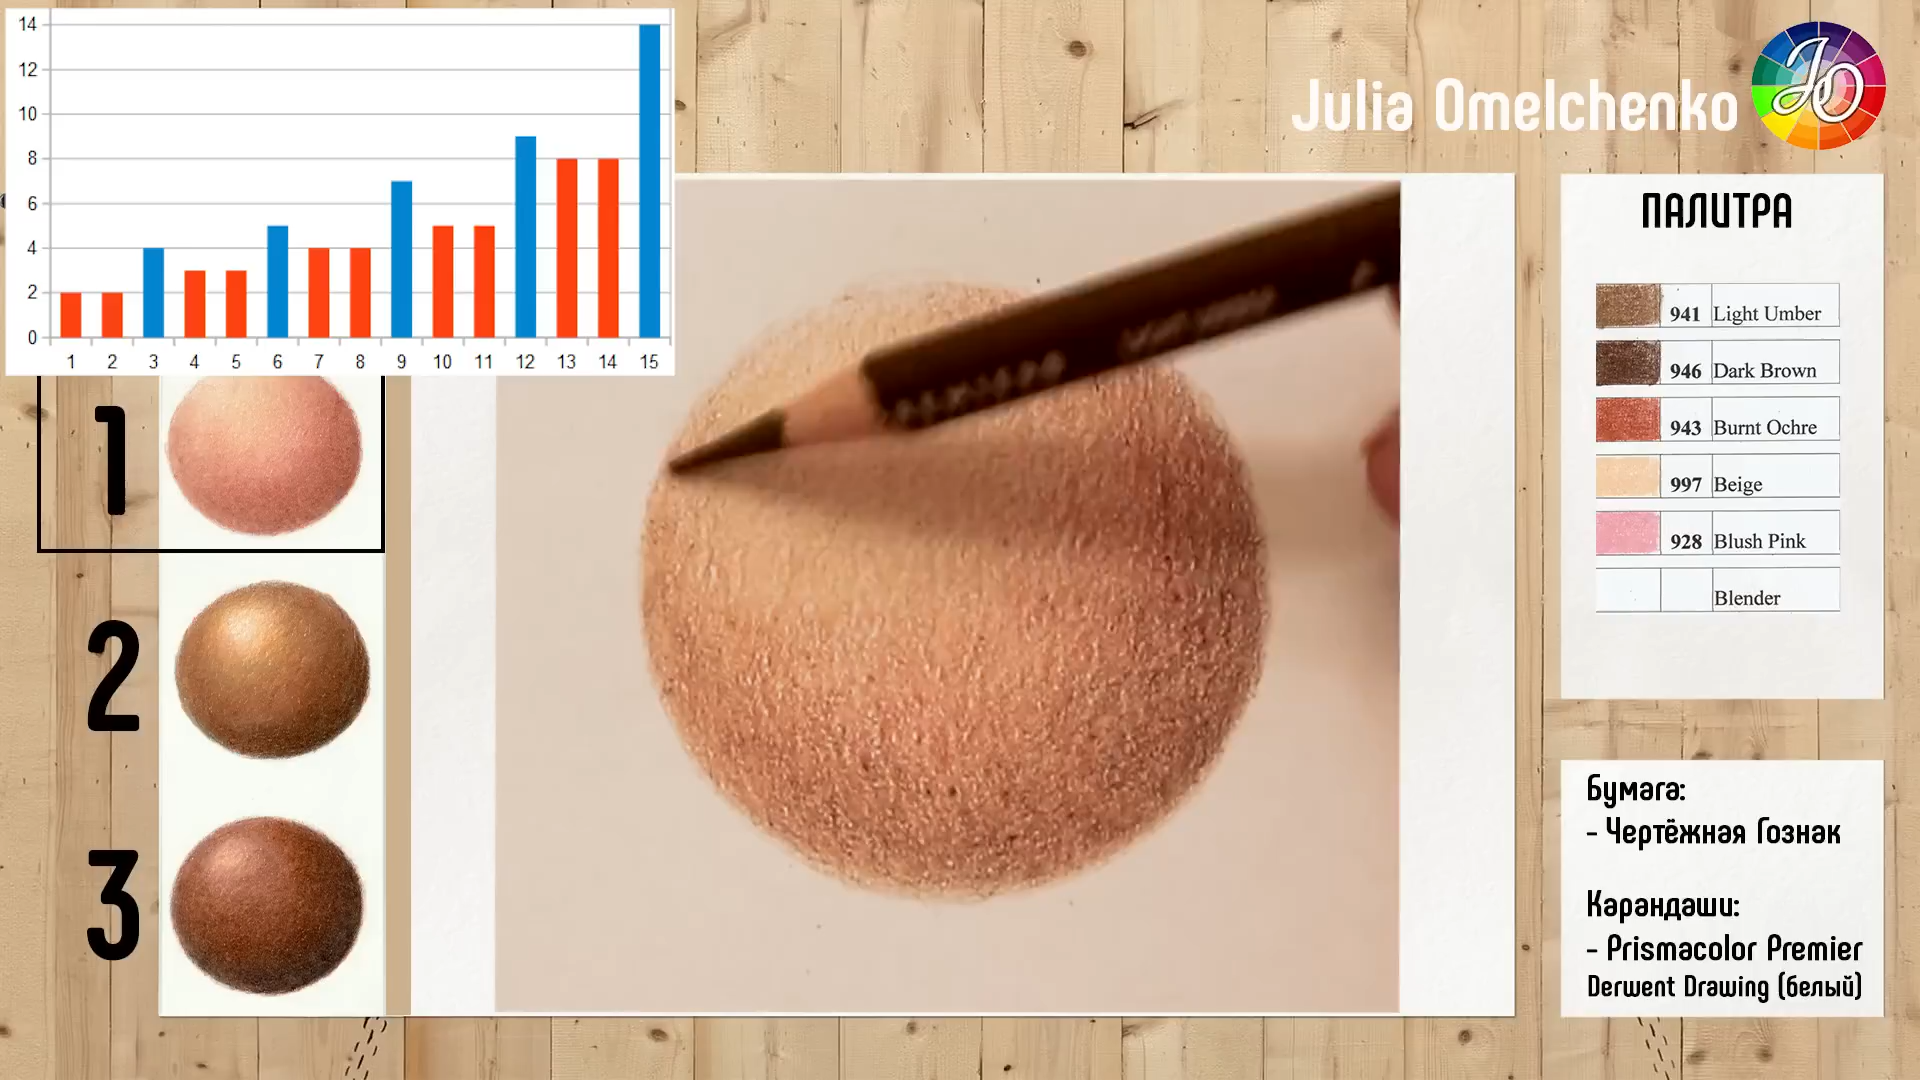 14
12
10
8
6
4
2
0
1 2 3 4 5 6 7 8 9 10 11 12 13 14 15
Julia Omelchenko
JO
1
2
3
ПАЛИТРА
941 Light Umber
946 Dark Brown
943 Burnt Ochre
997 Beige
928 Blush Pink
Blender
Бумага:
- Чертёжная Гознак
Карандаши:
- Prismacolor Premier
Derwent Drawing (белый)